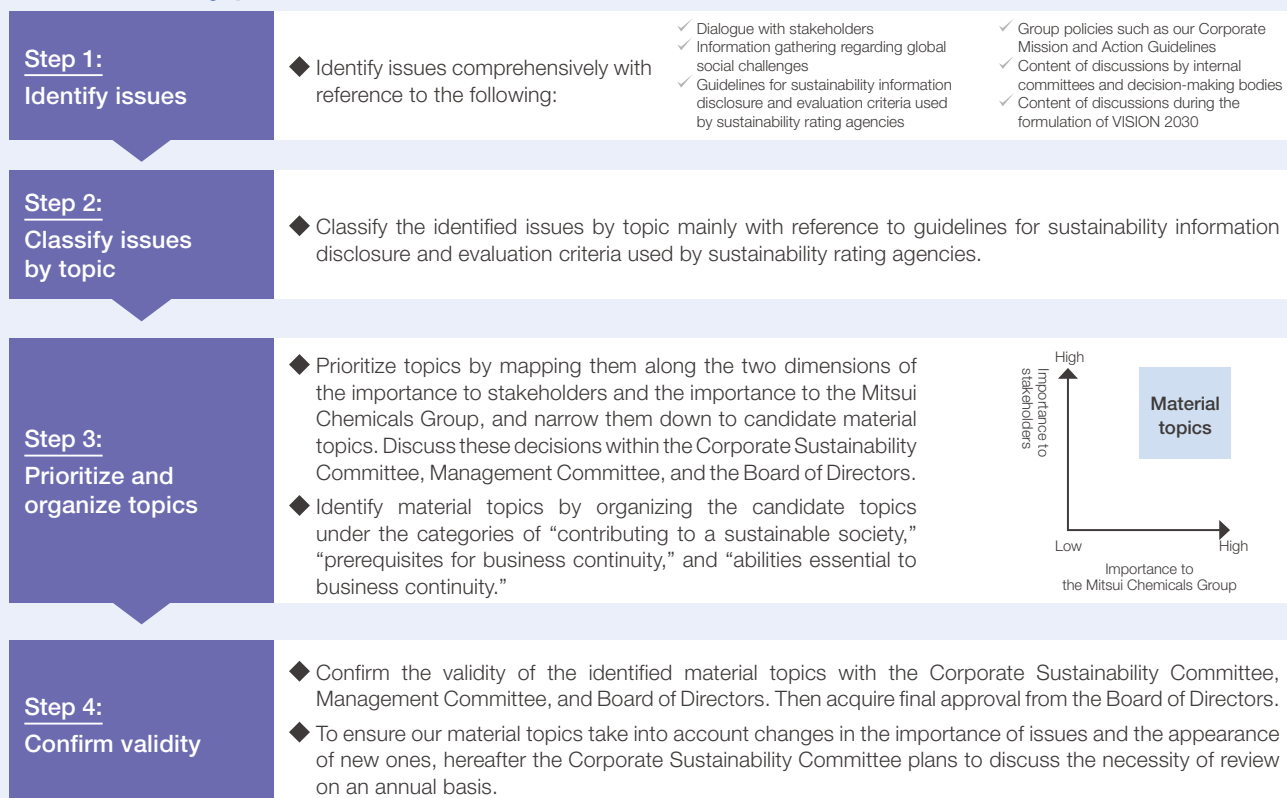 Step 1:
Identify issues
◆ Identify issues comprehensively with
reference to the following:
✓ Dialogue with stakeholders
✓ Information gathering regarding global
social challenges
✓ Guidelines for sustainability information
disclosure and evaluation criteria used
by sustainability rating agencies
✓ Group policies such as our Corporate
Mission and Action Guidelines
✓ Content of discussions by internal
committees and decision-making bodies
✓ Content of discussions during the
formulation of VISION 2030
Step 2:
Classify issues
by topic
◆ Classify the identified issues by topic mainly with reference to guidelines for sustainability information
disclosure and evaluation criteria used by sustainability rating agencies.
Step 3:
Prioritize and
organize topics
◆ Prioritize topics by mapping them along the two dimensions of
the importance to stakeholders and the importance to the Mitsui
Chemicals Group, and narrow them down to candidate material
topics. Discuss these decisions within the Corporate Sustainability
Committee, Management Committee, and the Board of Directors.
◆ Identify material topics by organizing the candidate topics
under the categories of “contributing to a sustainable society,”
“prerequisites for business continuity,” and “abilities essential to
business continuity.”
High
Importance to
stakeholders
Material
topics
Low
High
Importance to
the Mitsui Chemicals Group
Step 4:
Confirm validity
◆ Confirm the validity of the identified material topics with the Corporate Sustainability Committee,
Management Committee, and Board of Directors. Then acquire final approval from the Board of Directors.
◆ To ensure our material topics take into account changes in the importance of issues and the appearance
of new ones, hereafter the Corporate Sustainability Committee plans to discuss the necessity of review
on an annual basis.